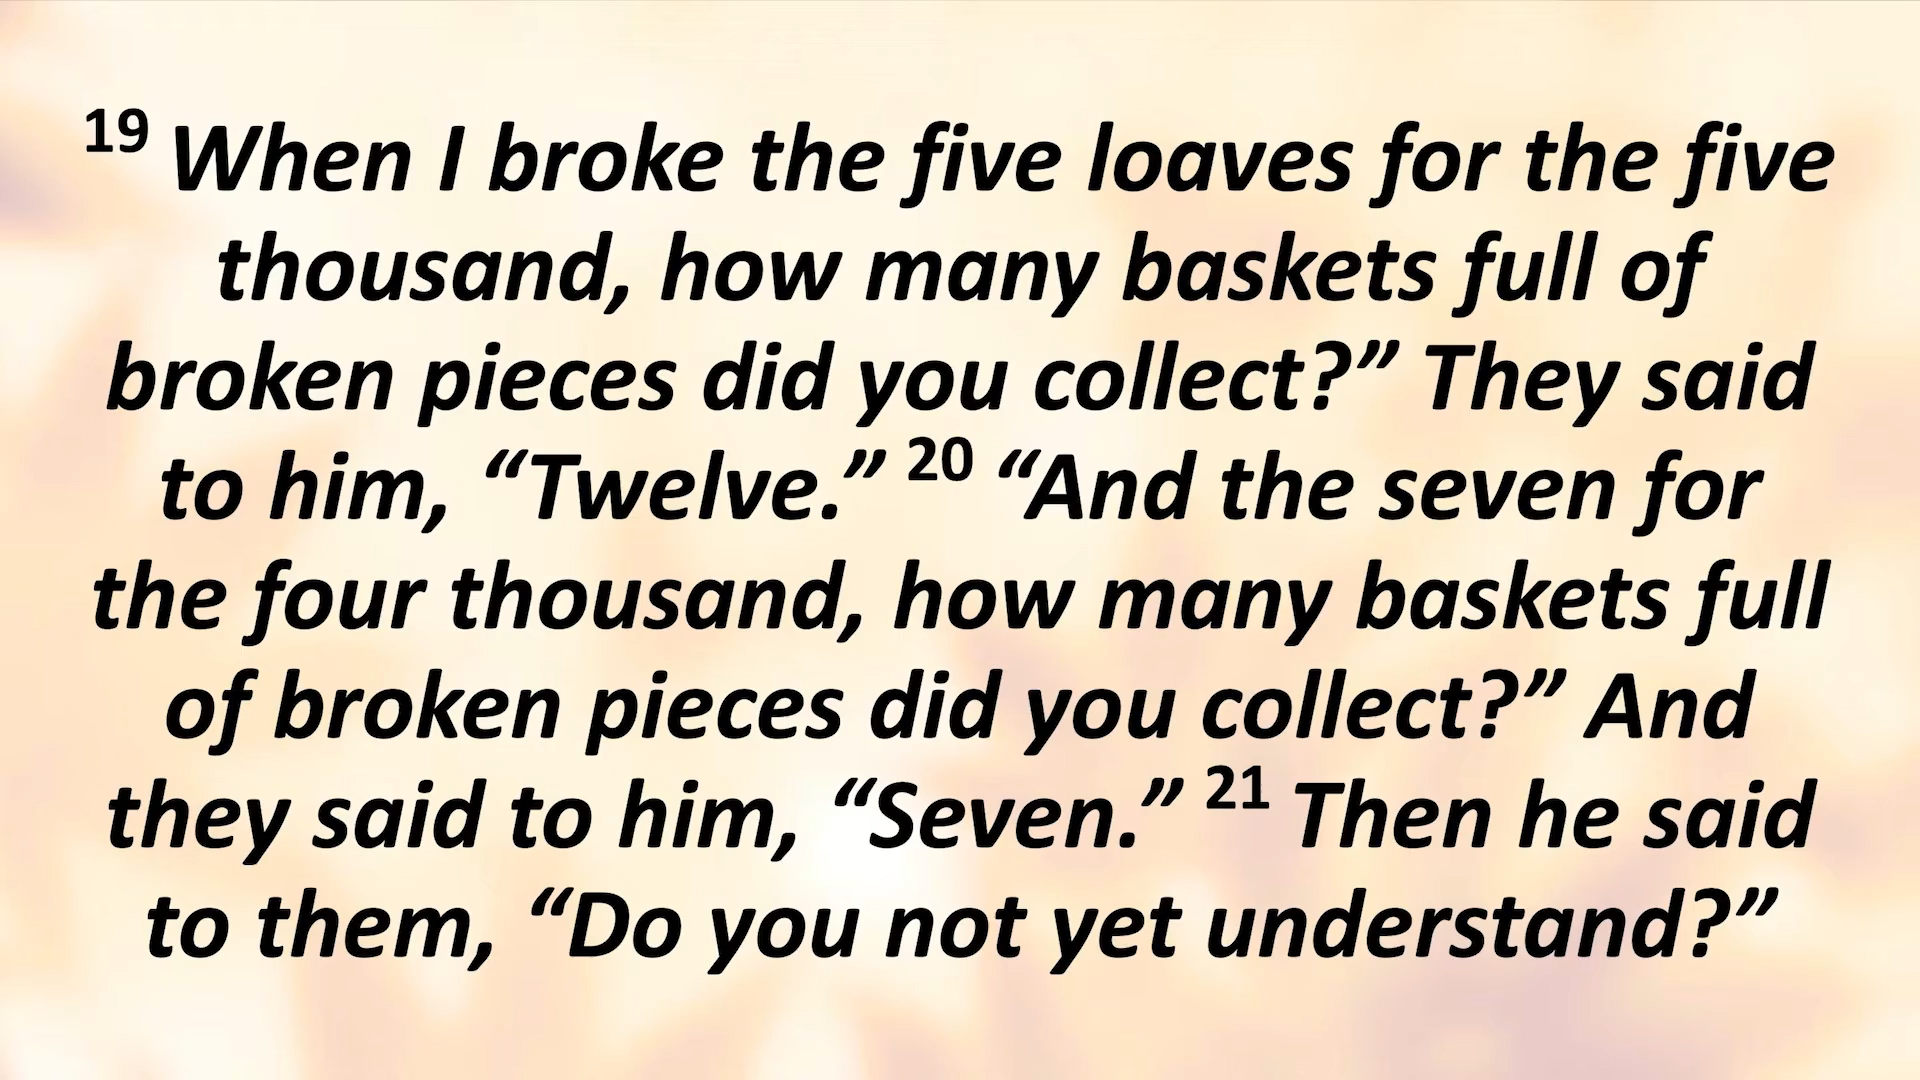 19 When I broke the five loaves for the five
thousand, how many baskets full of
broken pieces did you collect?” They said
to him, “Twelve.” 20 “And the seven for
the four thousand, how many baskets full
of broken pieces did you collect?” And
they said to him, “Seven.” 21 Then he said
to them, “Do you not yet understand?”